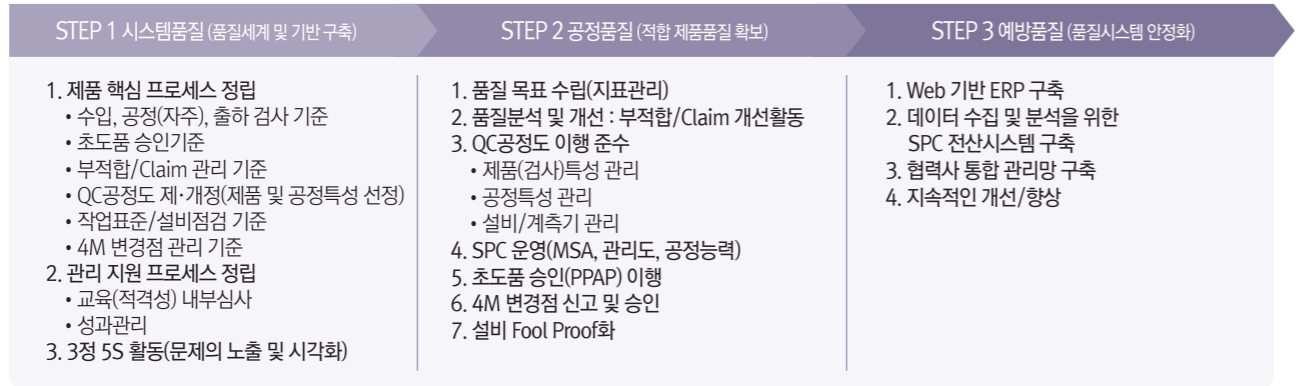 STEP 1 시스템품질 (품질세계 및 기반 구축)
1. 제품 핵심 프로세스 정립
• 수입, 공정(자주), 출하 검사 기준
• 초도품 승인기준
• 부적합/Claim 관리 기준
• QC공정도 제·개정(제품 및 공정특성 선정)
• 작업표준/설비점검 기준
• 4M 변경점 관리 기준
2. 관리 지원 프로세스 정립
• 교육(적격성) 내부심사
• 성과관리
3. 3정 5S 활동(문제의 노출 및 시각화)
STEP 2 공정품질 (적합 제품품질 확보)
1. 품질 목표 수립(지표관리)
2. 품질분석 및 개선 : 부적합/Claim 개선활동
3. QC공정도 이행 준수
• 제품(검사)특성 관리
• 공정특성 관리
• 설비/계측기 관리
4. SPC 운영(MSA, 관리도, 공정능력)
5. 초도품 승인(PPAP) 이행
6. 4M 변경점 신고 및 승인
7. 설비 Fool Proof화
STEP 3 예방품질 (품질시스템 안정화)
1. Web 기반 ERP 구축
2. 데이터 수집 및 분석을 위한
SPC 전산시스템 구축
3. 협력사 통합 관리망 구축
4. 지속적인 개선/향상